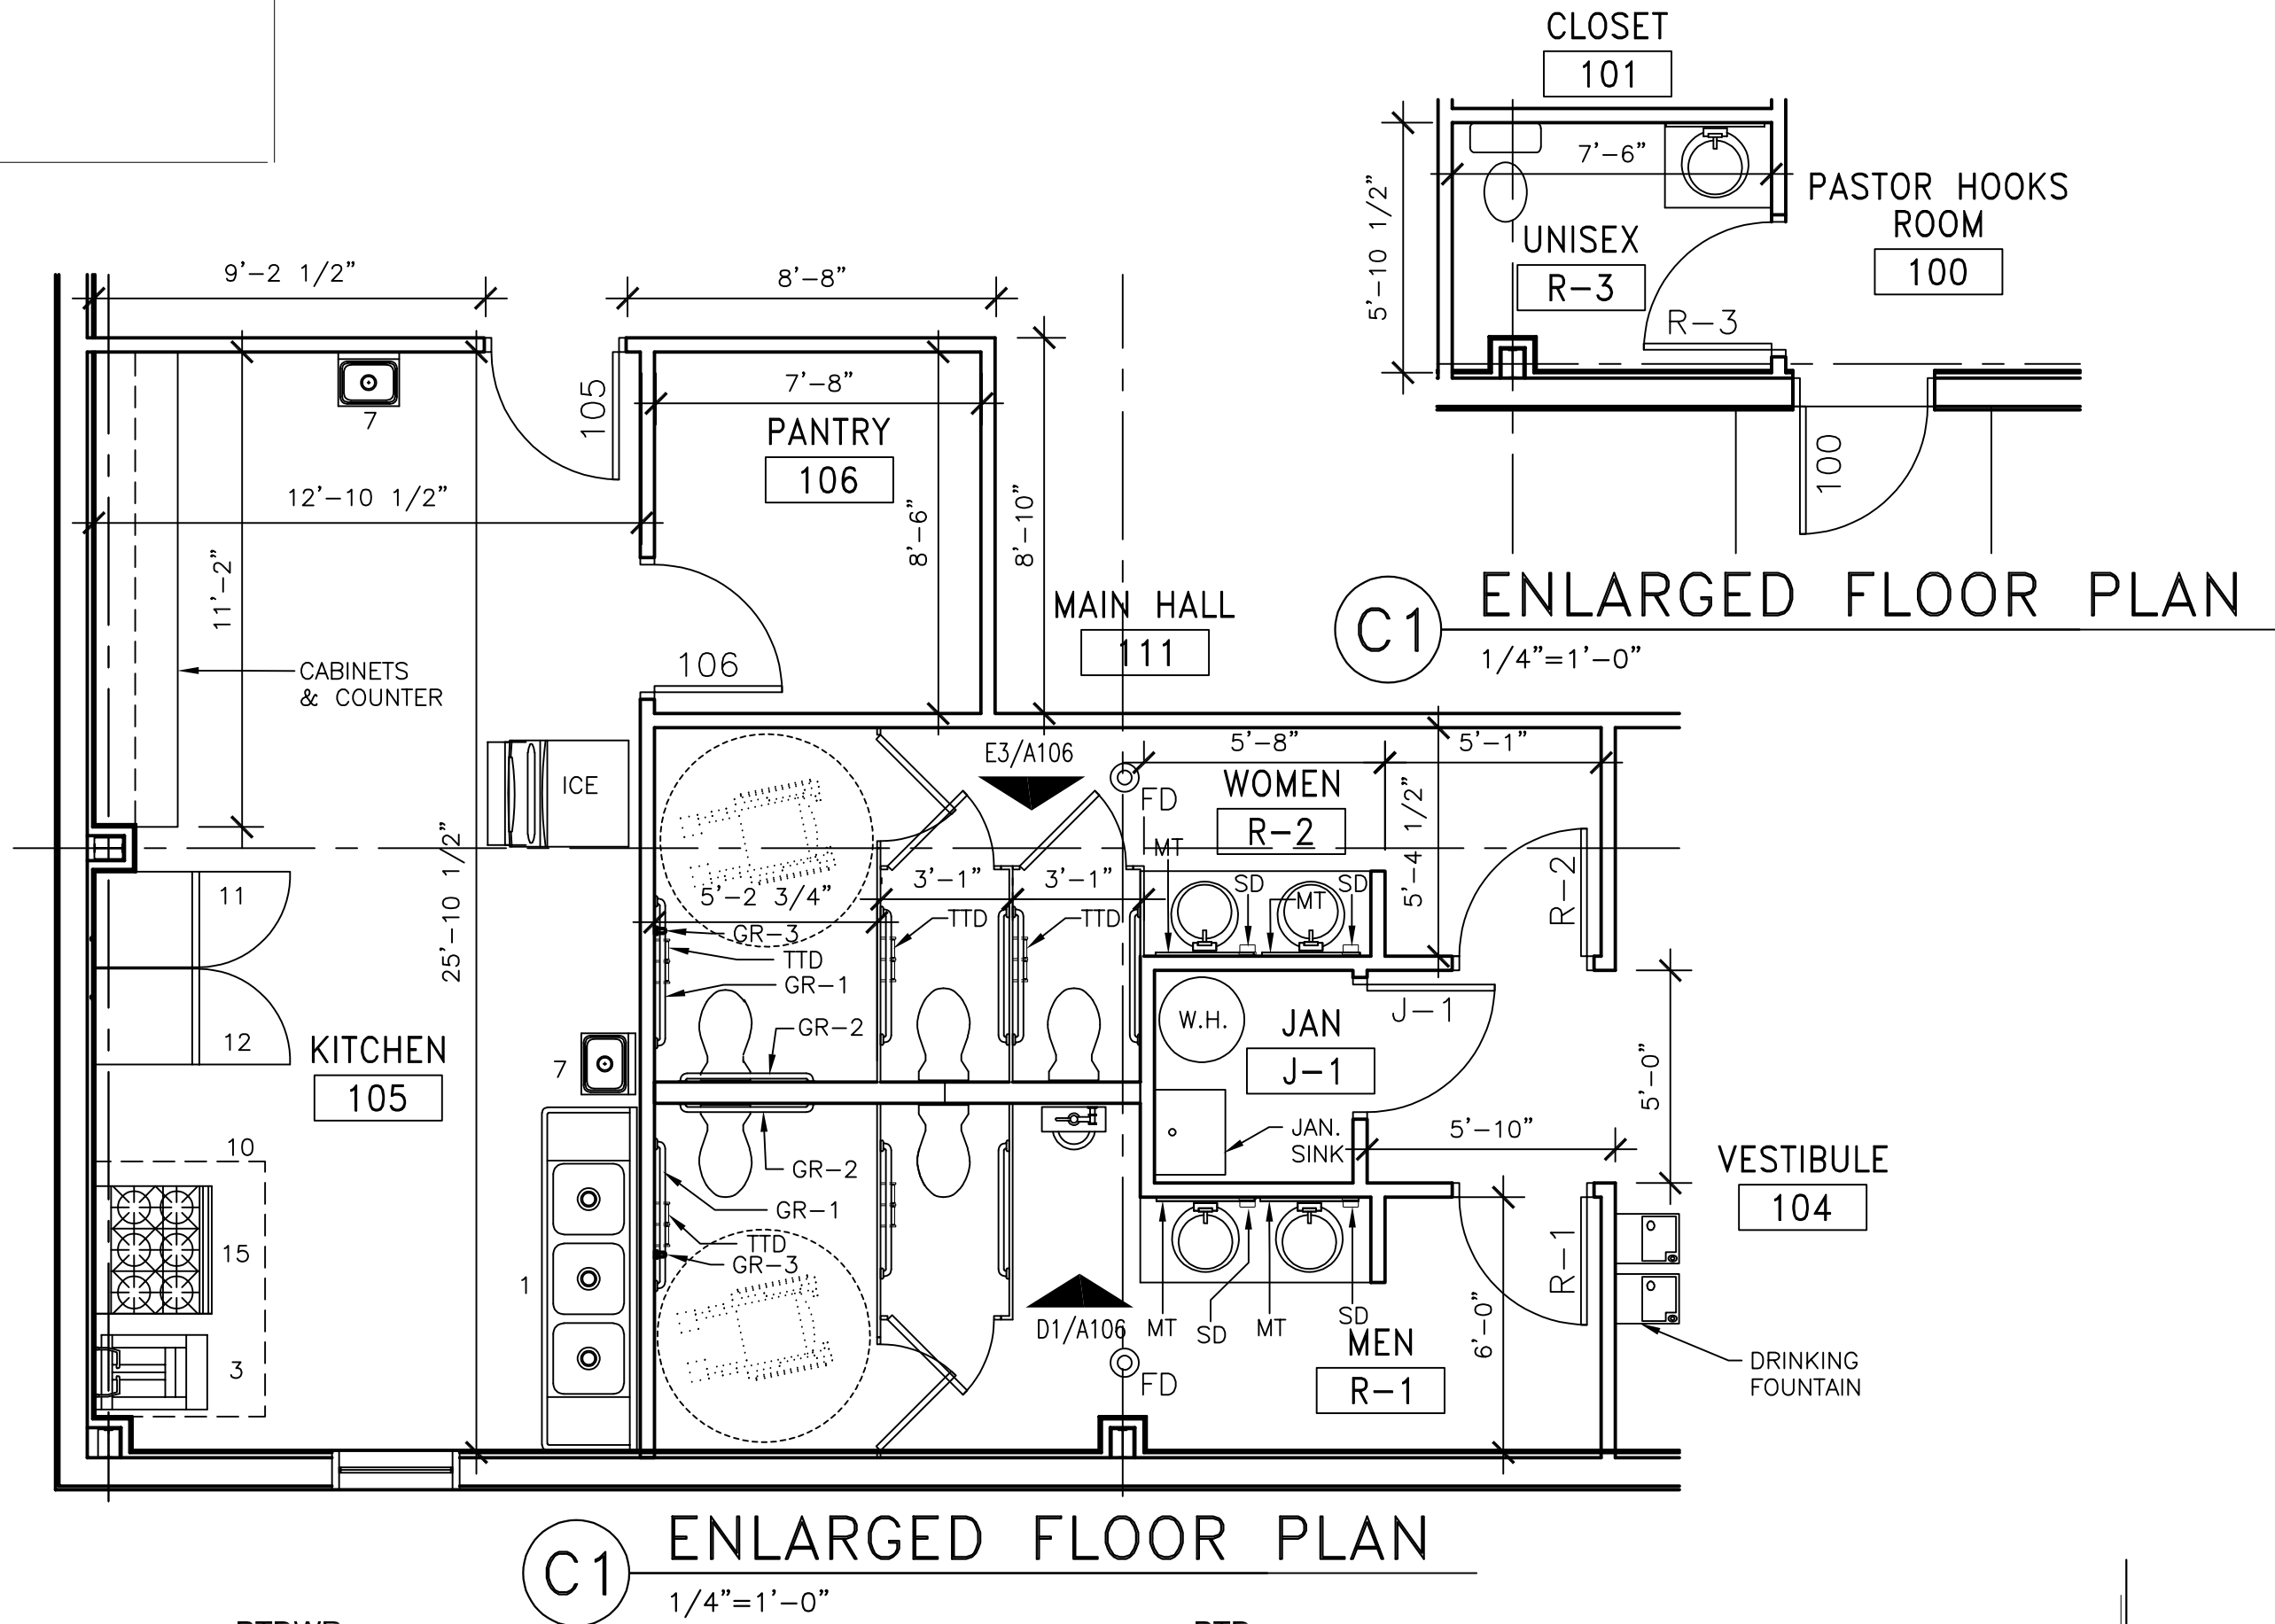 CLOSET
101
7'-6"
5'-10 1/2"
PASTOR HOOKS
ROOM
100
UNISEX
R-3
R-3
100
C1
ENLARGED FLOOR PLAN
1/4"=1'-0"
9'-2 1/2"
8'-8"
7
105
7'-8"
PANTRY
106
12'-10 1/2"
8'-6"
8'-10"
11'-2"
MAIN HALL
111
106
CABINETS
& COUNTER
ICE
25'-10 1/2"
E3/A106
5'-8"
5'-1"
WOMEN
R-2
FD
MT
5'-4 1/2"
R-2
5'-2 3/4"
3'-1"
3'-1"
SD
MT
SD
11
GR-3
TTD
TTD
TTD
GR-1
GR-2
12
KITCHEN
105
7
W.H.
JAN
J-1
J-1
5'-0"
JAN.
SINK
5'-10"
10
GR-2
GR-1
TTD
GR-3
15
1
3
VESTIBULE
104
R-1
6'-0"
D1/A106
MT
SD
MT
SD
MEN
R-1
FD
DRINKING
FOUNTAIN
C1
ENLARGED FLOOR PLAN
1/4"=1'-0"